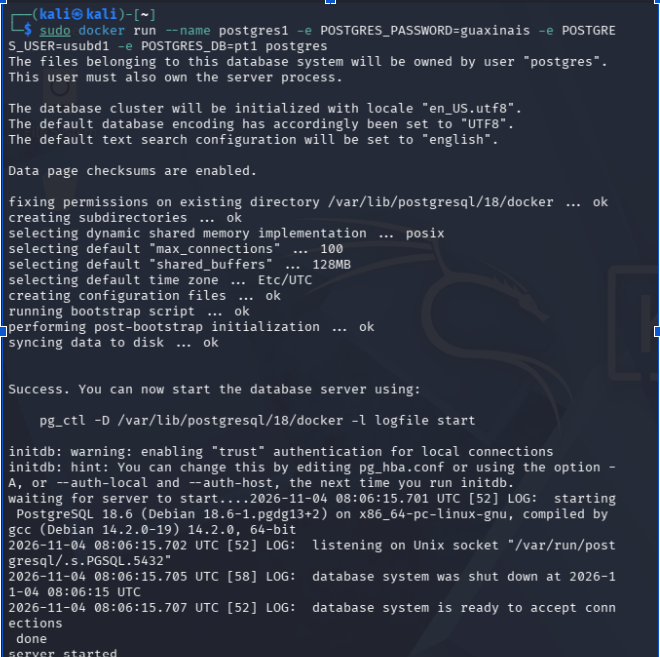 ┌──(kali㉿kali)-[~]
└─$ sudo docker run --name postgres1 -e POSTGRES_PASSWORD=guaxinais -e POSTGRE
S_USER=usubd1 -e POSTGRES_DB=pt1 postgres
The files belonging to this database system will be owned by user "postgres".
This user must also own the server process.

The database cluster will be initialized with locale "en_US.utf8".
The default database encoding has accordingly been set to "UTF8".
The default text search configuration will be set to "english".

Data page checksums are enabled.

fixing permissions on existing directory /var/lib/postgresql/18/docker ... ok
creating subdirectories ... ok
selecting dynamic shared memory implementation ... posix
selecting default "max_connections" ... 100
selecting default "shared_buffers" ... 128MB
selecting default time zone ... Etc/UTC
creating configuration files ... ok
running bootstrap script ... ok
performing post-bootstrap initialization ... ok
syncing data to disk ... ok


Success. You can now start the database server using:

    pg_ctl -D /var/lib/postgresql/18/docker -l logfile start

initdb: warning: enabling "trust" authentication for local connections
initdb: hint: You can change this by editing pg_hba.conf or using the option -
A, or --auth-local and --auth-host, the next time you run initdb.
waiting for server to start....2026-11-04 08:06:15.701 UTC [52] LOG:  starting
 PostgreSQL 18.6 (Debian 18.6-1.pgdg13+2) on x86_64-pc-linux-gnu, compiled by
gcc (Debian 14.2.0-19) 14.2.0, 64-bit
2026-11-04 08:06:15.702 UTC [52] LOG:  listening on Unix socket "/var/run/post
gresql/.s.PGSQL.5432"
2026-11-04 08:06:15.705 UTC [58] LOG:  database system was shut down at 2026-1
1-04 08:06:15 UTC
2026-11-04 08:06:15.707 UTC [52] LOG:  database system is ready to accept conn
ections
 done
server started